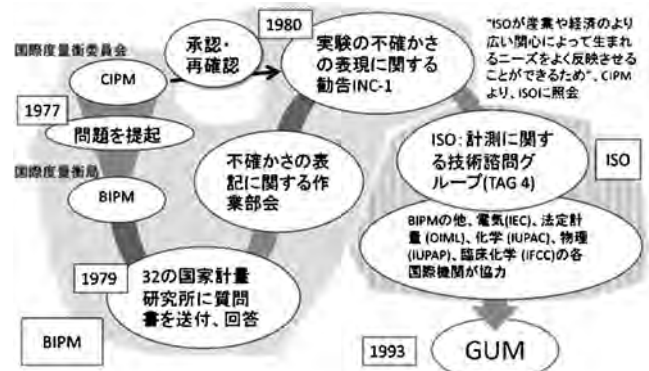 国際度量衡委員会
CIPM
承認・
再確認
1980
実験の不確かさ
の表現に関する
勧告INC-1
"ISOが産業や経済のより
広い関心によって生まれ
るニーズをよく反映させる
ことができるため"、CIPM
より、ISOに照会
1977
問題を提起
国際度量衡局
BIPM
不確かさの表
記に関する作
業部会
1979
32の国家計量
研究所に質問
書を送付、回答
BIPM
ISO：計測に関す
る技術諮問グ
ループ(TAG 4)
ISO
BIPMの他、電気(IEC)、法定計
量 (OIML)、化学 (IUPAC)、物理
(IUPAP)、臨床化学 (IFCC)の各
国際機関が協力
1993
GUM